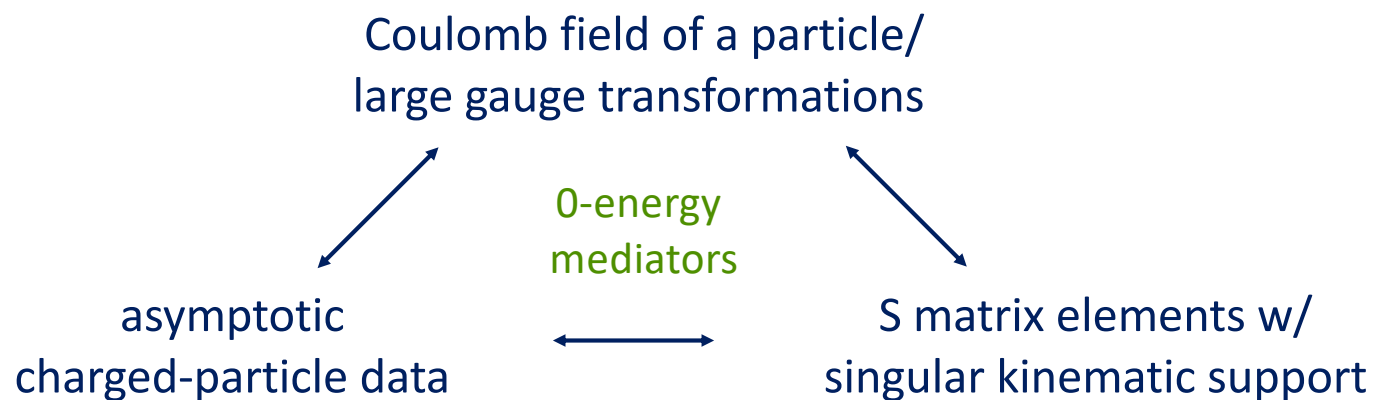 Coulomb field of a particle/
large gauge transformations
0-energy
mediators
asymptotic
charged-particle data
S matrix elements w/
singular kinematic support